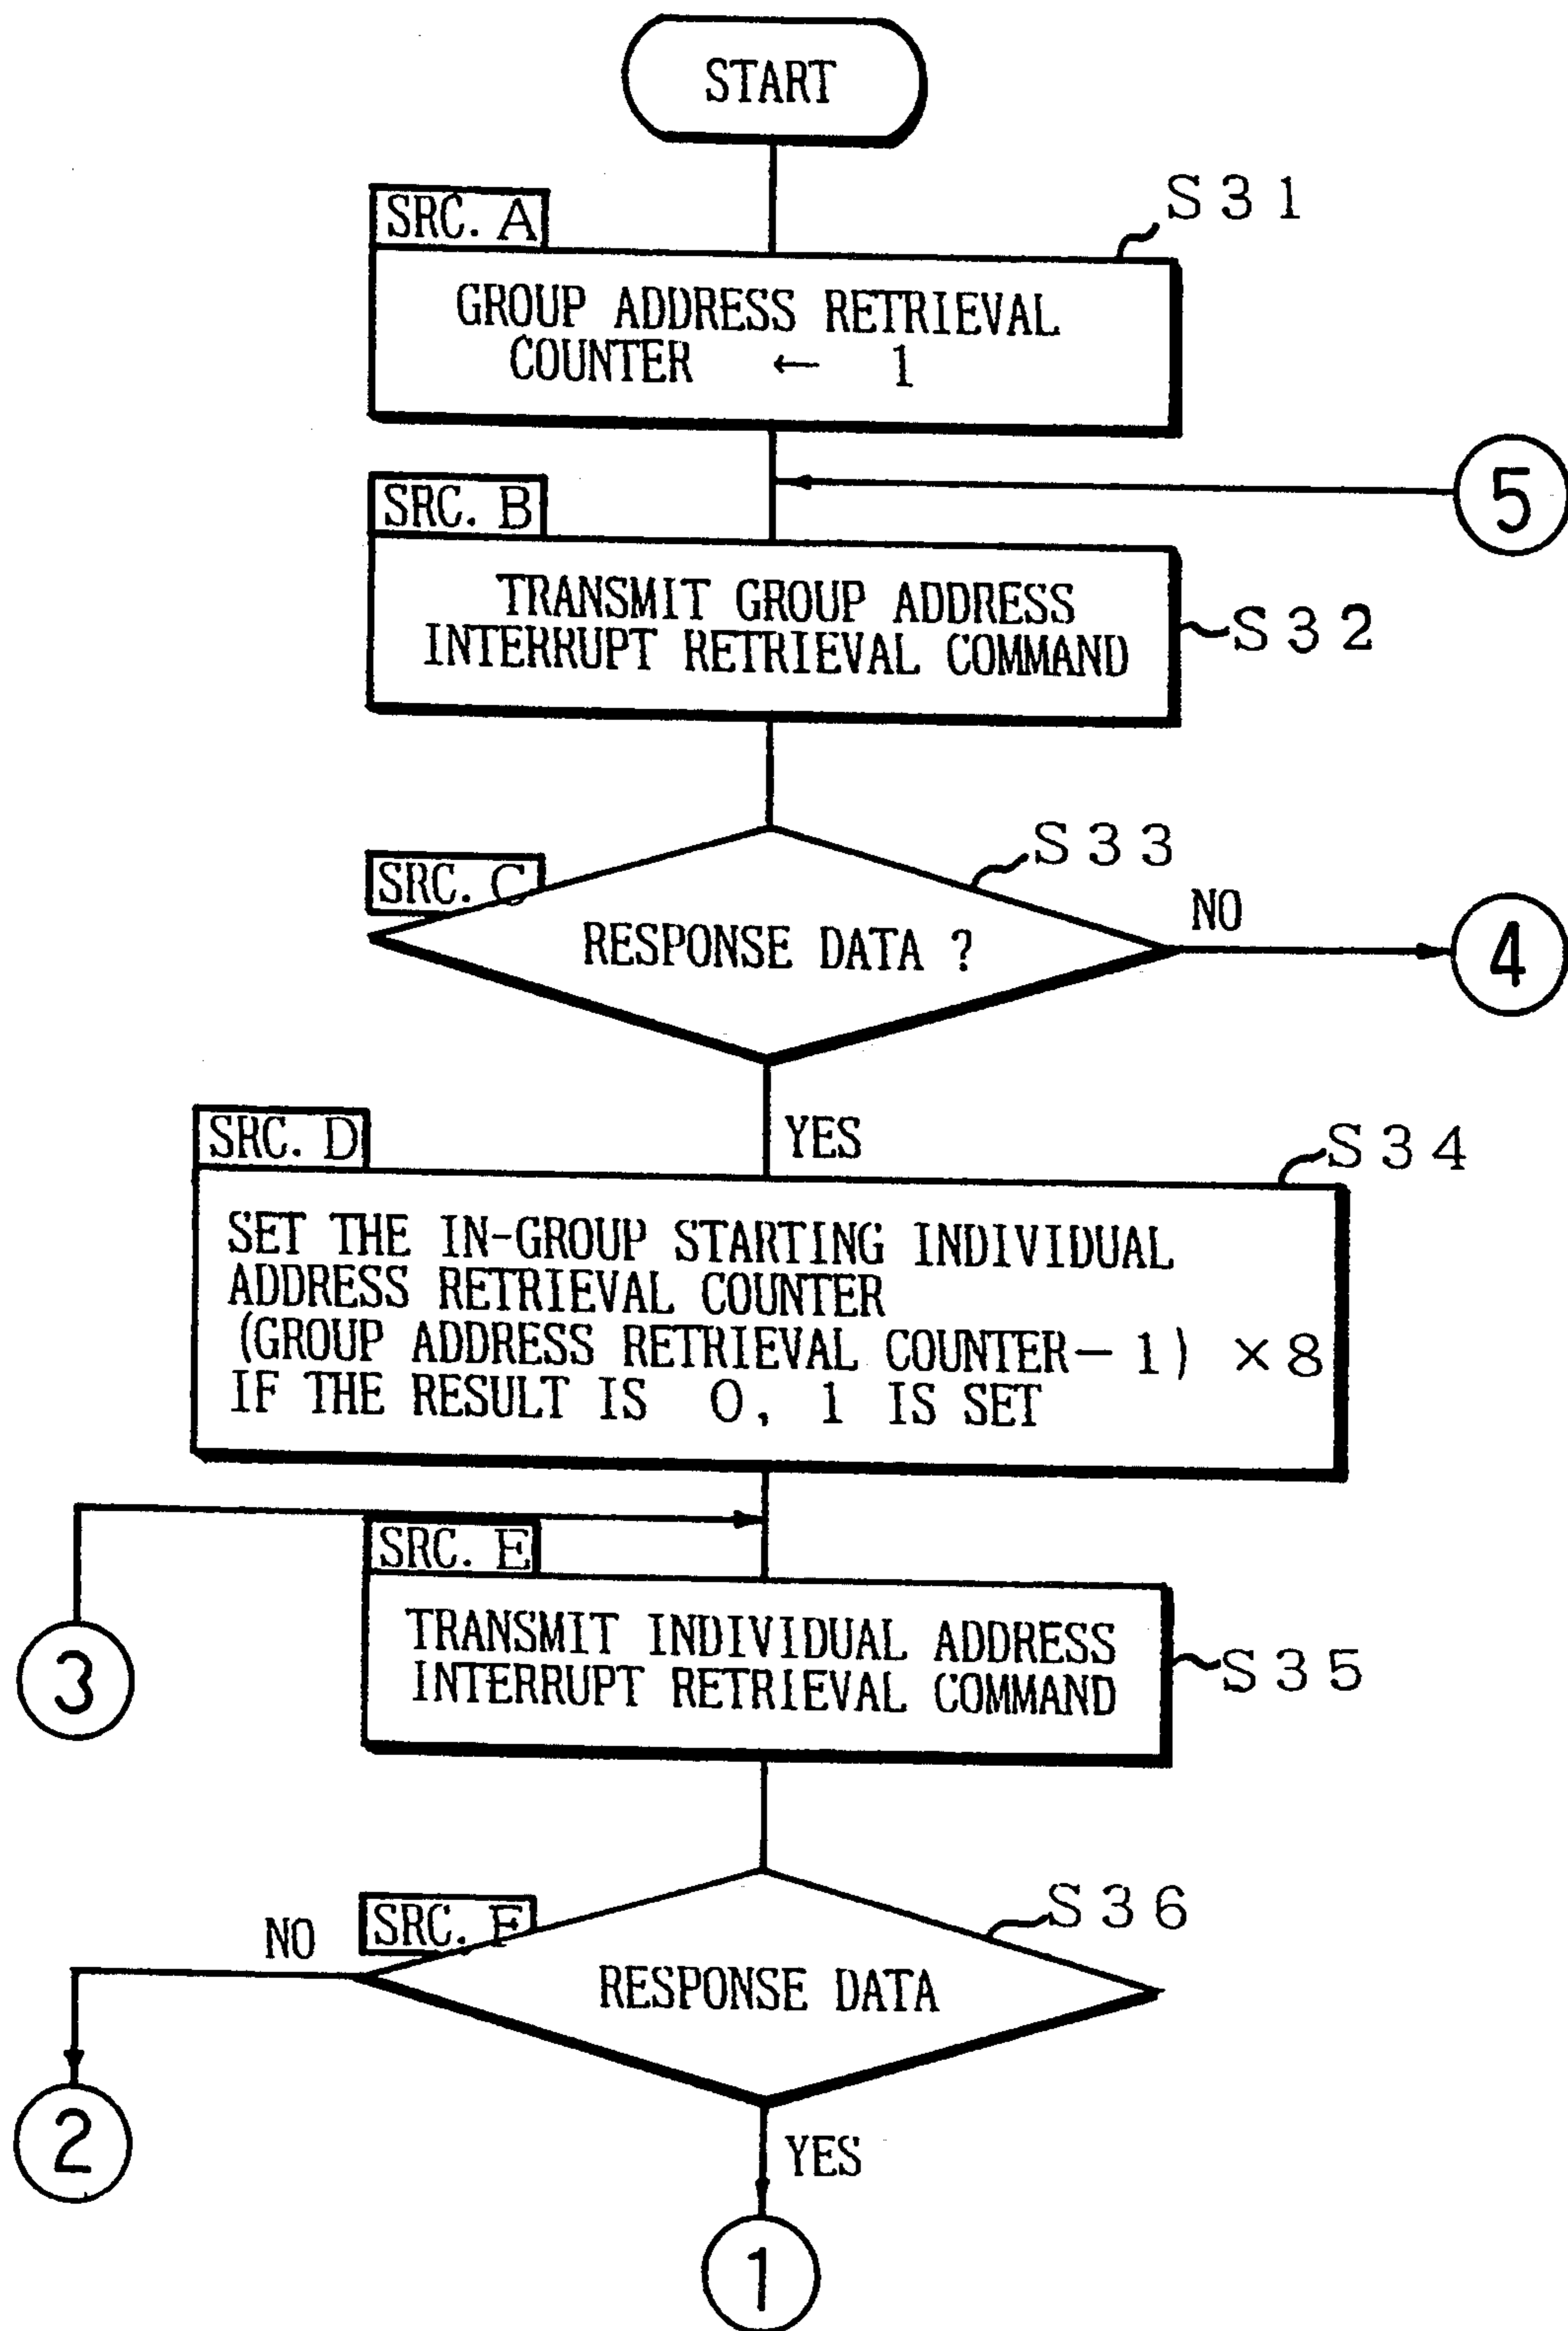 START
SRC. A
S31
GROUP ADDRESS RETRIEVAL
COUNTER ← 1
5
SRC. B
TRANSMIT GROUP ADDRESS
INTERRUPT RETRIEVAL COMMAND
S32
SRC. C
S33
RESPONSE DATA ?
NO
4
YES
SRC. D
S34
SET THE IN-GROUP STARTING INDIVIDUAL
ADDRESS RETRIEVAL COUNTER
(GROUP ADDRESS RETRIEVAL COUNTER－1) ×8
IF THE RESULT IS 0, 1 IS SET
SRC. E
3
TRANSMIT INDIVIDUAL ADDRESS
INTERRUPT RETRIEVAL COMMAND
S35
SRC. F
S36
NO
RESPONSE DATA
2
YES
1